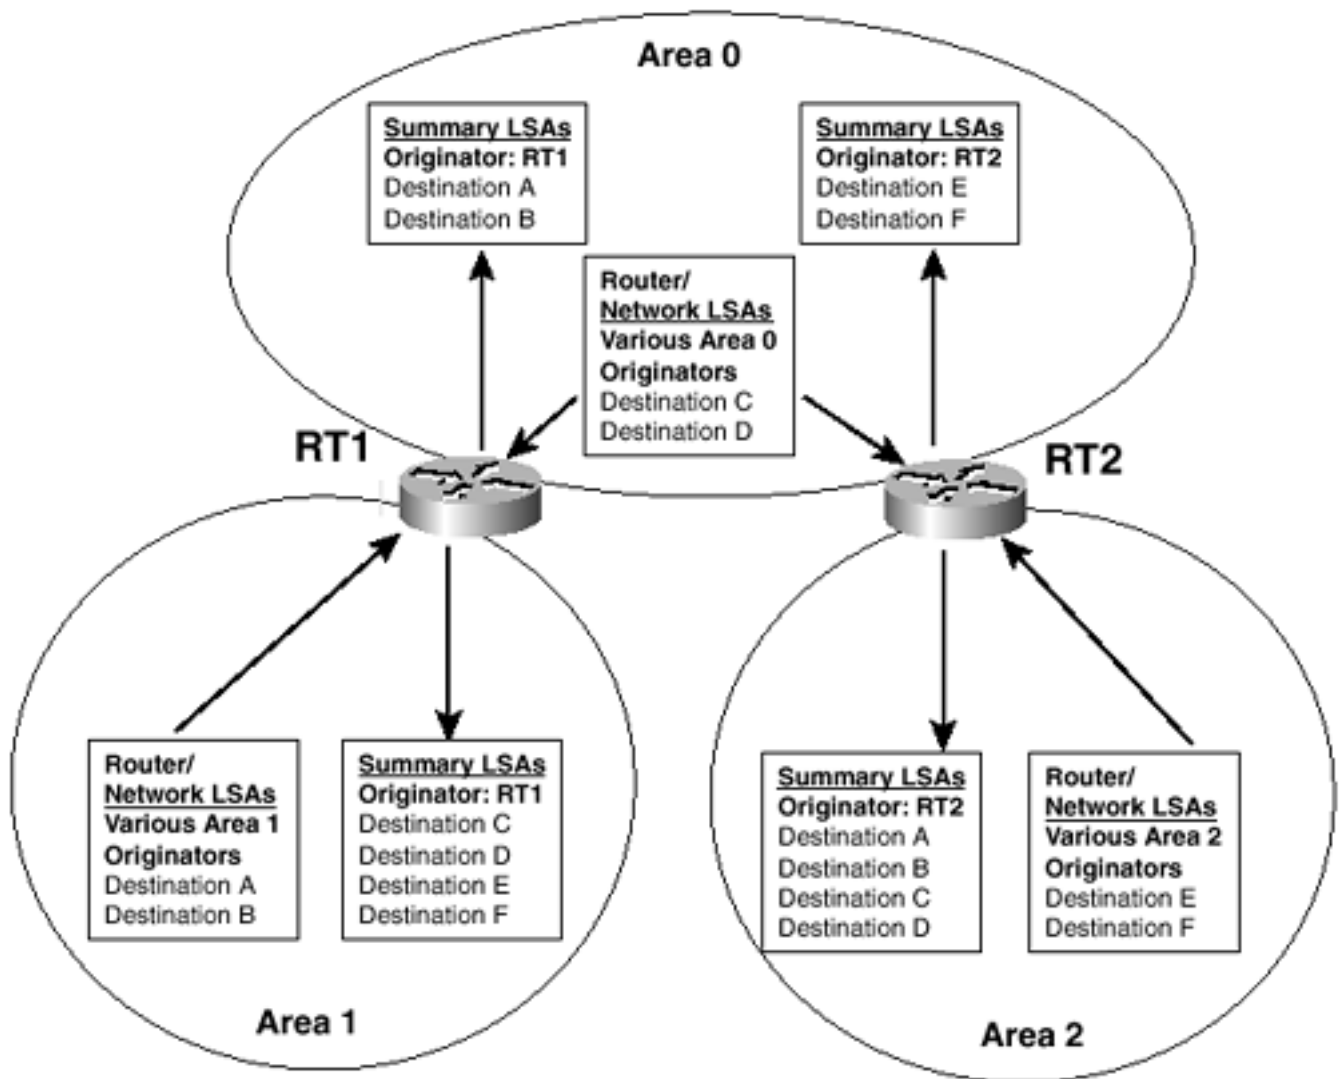 Area 0
Summary LSAs
Originator: RT1
Destination A
Destination B
Summary LSAs
Originator: RT2
Destination E
Destination F
Router/
Network LSAs
Various Area 0
Originators
Destination C
Destination D
RT1
RT2
Router/
Network LSAs
Various Area 1
Originators
Destination A
Destination B
Summary LSAs
Originator: RT1
Destination C
Destination D
Destination E
Destination F
Area 1
Summary LSAs
Originator: RT2
Destination A
Destination B
Destination C
Destination D
Router/
Network LSAs
Various Area 2
Originators
Destination E
Destination F
Area 2